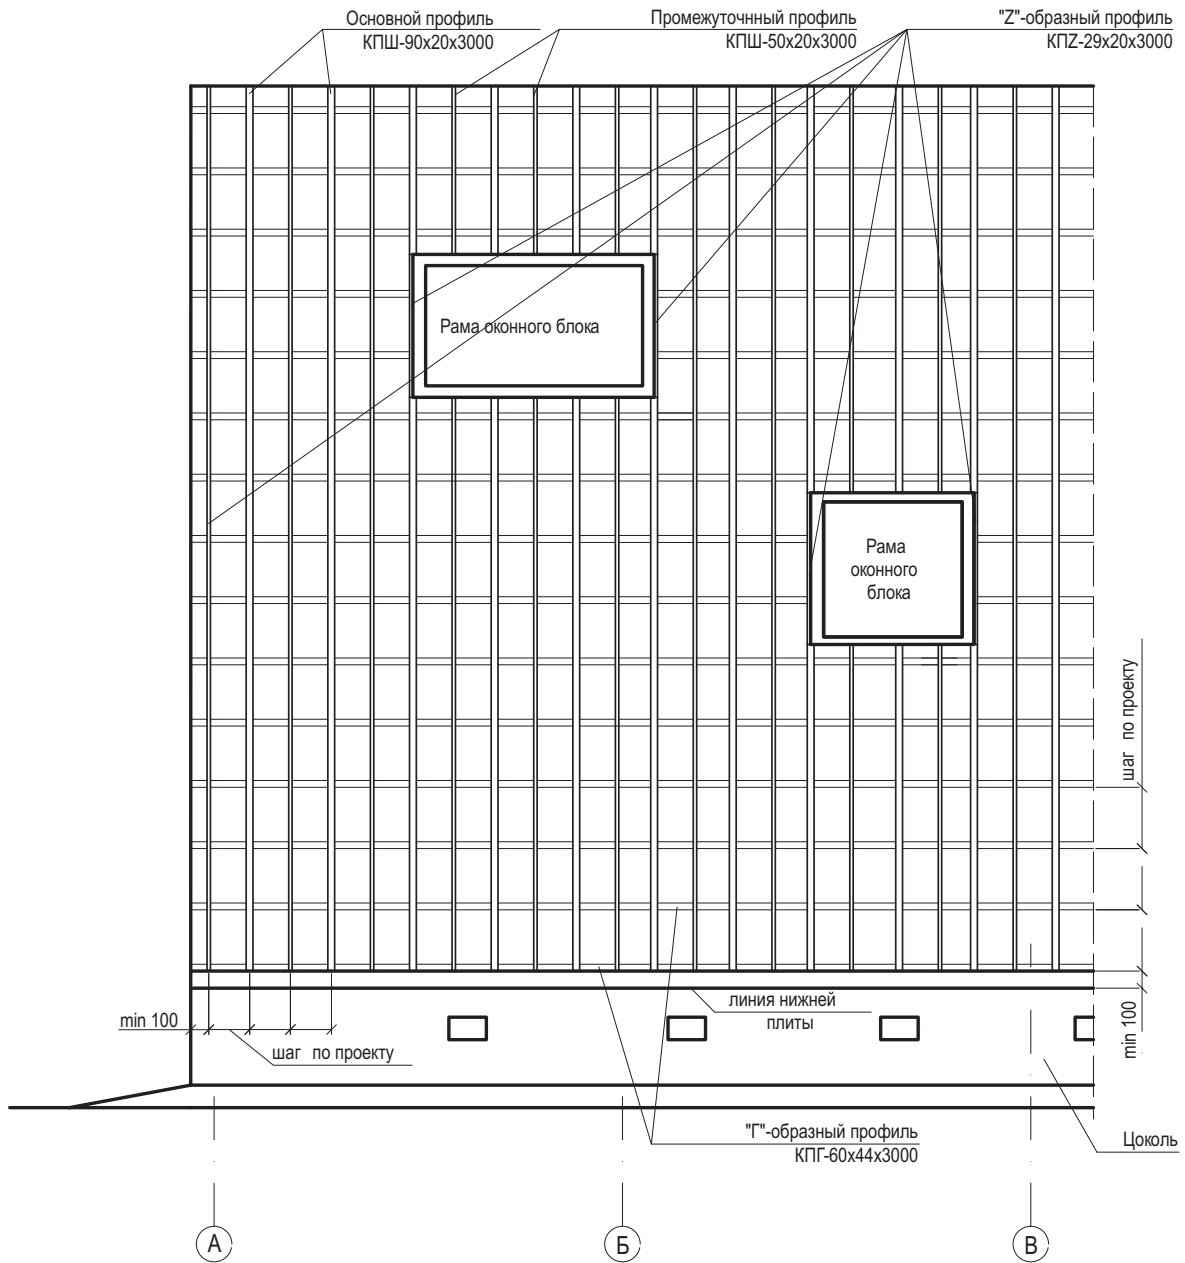 Основной профиль
КПШ-90х20х3000
Промежуточнный профиль
КПШ-50х20х3000
"Z"-образный профиль
КПZ-29х20х3000
Рама оконного блока
Рама
оконного
блока
шаг по проекту
min 100
линия нижней
плиты
min 100
шаг по проекту
"Г"-образный профиль
КПГ-60х44х3000
Цоколь
А
Б
В